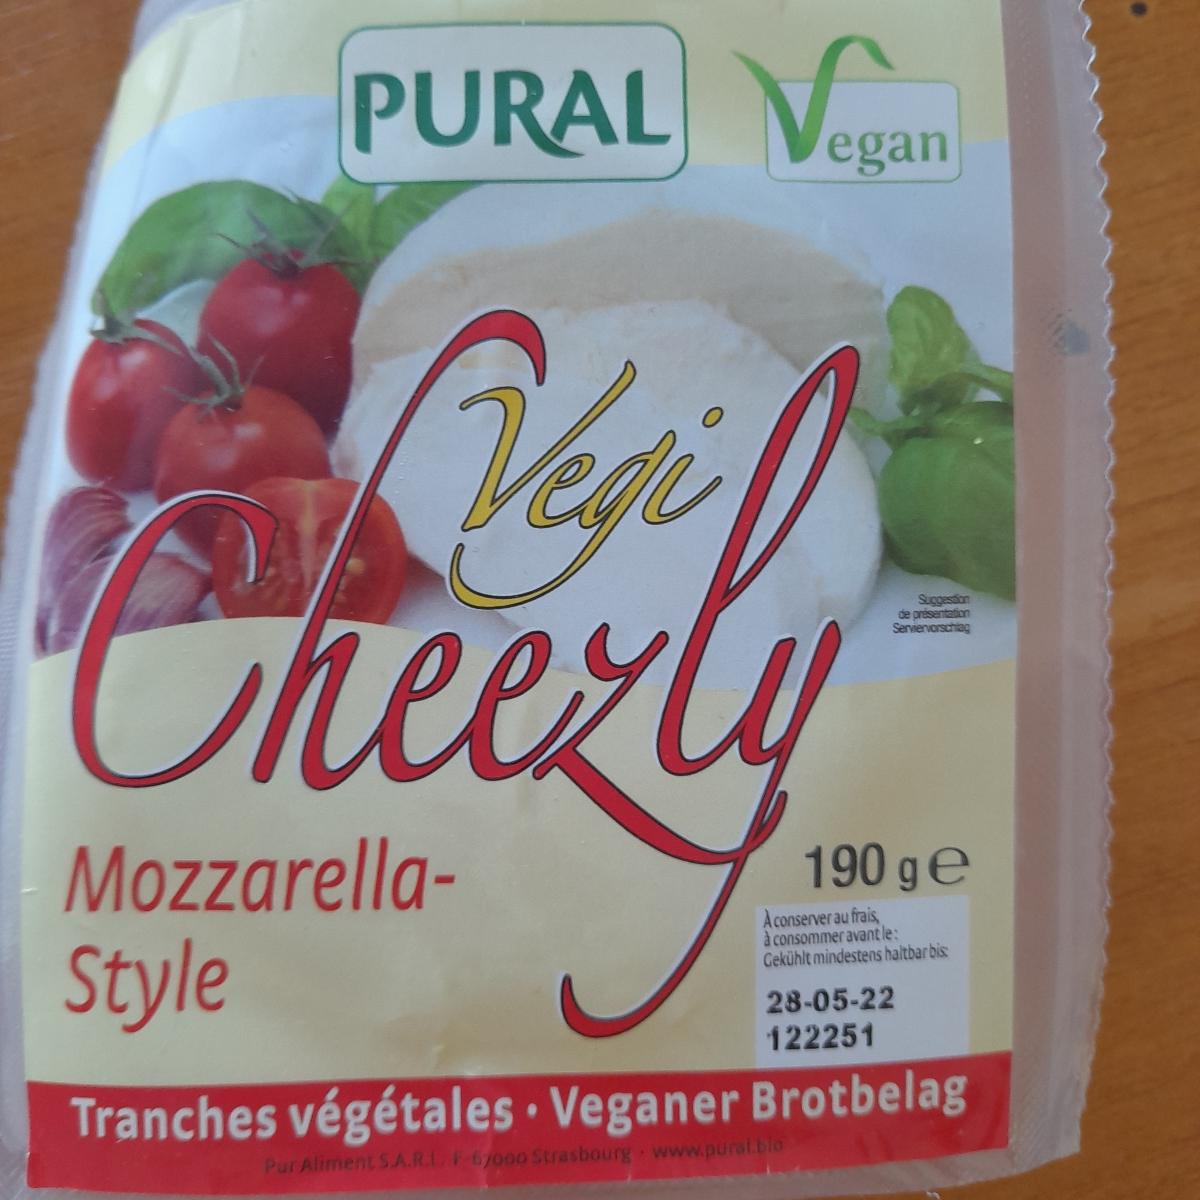 PURAL
Vegan
Vegi
Cheezly
Suggestion
de présentation
Serviervorschlag
Mozzarella-
Style
190 g e
À conserver au frais,
à consommer avant le :
Gekühlt mindestens haltbar bis:
28-05-22
122251
Tranches végétales · Veganer Brotbelag
Pur Aliment S.A.R.L. F-67000 Strasbourg · www.pural.bio